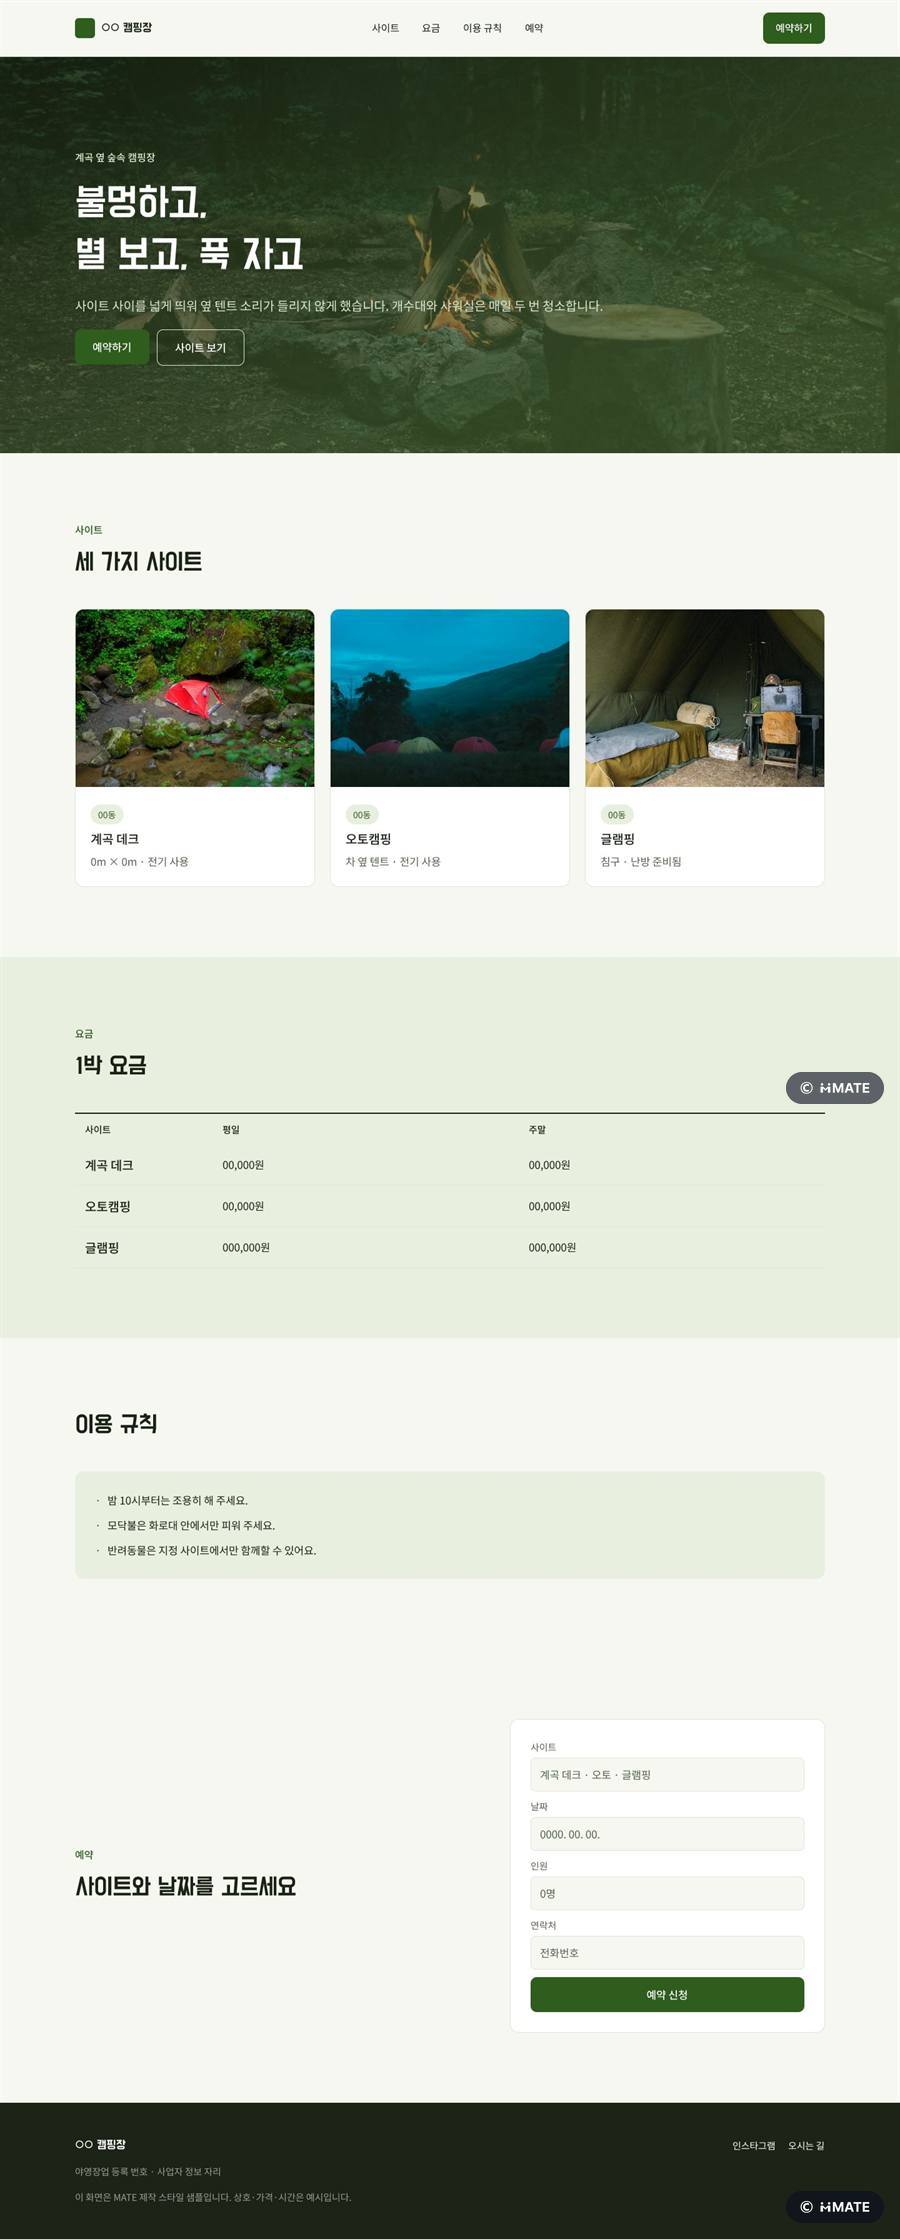 ○○ 캠핑장
사이트 요금 이용 규칙 예약
예약하기
계곡 옆 숲속 캠핑장
불멍하고,
별 보고, 푹 자고
사이트 사이를 넓게 띄워 옆 텐트 소리가 들리지 않게 했습니다. 개수대와 샤워실은 매일 두 번 청소합니다.
예약하기 사이트 보기
사이트
세 가지 사이트
00동
계곡 데크
0m × 0m · 전기 사용
00동
오토캠핑
차 옆 텐트 · 전기 사용
00동
글램핑
침구 · 난방 준비됨
요금
1박 요금
© MATE
사이트 평일 주말
계곡 데크 00,000원 00,000원
오토캠핑 00,000원 00,000원
글램핑 000,000원 000,000원
이용 규칙
· 밤 10시부터는 조용히 해 주세요.
· 모닥불은 화로대 안에서만 피워 주세요.
· 반려동물은 지정 사이트에서만 함께할 수 있어요.
예약
사이트와 날짜를 고르세요
사이트
계곡 데크 · 오토 · 글램핑
날짜
0000. 00. 00.
인원
0명
연락처
전화번호
예약 신청
○○ 캠핑장
인스타그램 오시는 길
야영장업 등록 번호 · 사업자 정보 자리
이 화면은 MATE 제작 스타일 샘플입니다. 상호·가격·시간은 예시입니다.
© MATE